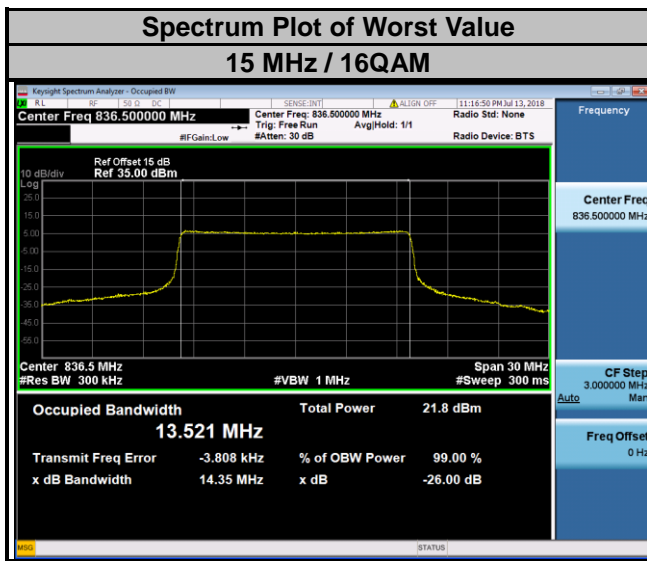 Spectrum Plot of Worst Value
15 MHz / 16QAM
Keysight Spectrum Analyzer - Occupied BW
RL RF 50 Ω DC SENSE:INT ALIGN OFF 11:16:50 PM Jul 13, 2018
Center Freq 836.500000 MHz Center Freq: 836.500000 MHz Radio Std: None
Trig: Free Run Avg|Hold: 1/1
#IFGain:Low #Atten: 30 dB Radio Device: BTS
Frequency
Ref Offset 15 dB
10 dB/div Ref 35.00 dBm
Log
25.0
15.0
5.00
-5.00
-15.0
-25.0
-35.0
-45.0
-55.0
Center Freq
836.500000 MHz
Center 836.5 MHz Span 30 MHz
#Res BW 300 kHz #VBW 1 MHz #Sweep 300 ms
CF Step
3.000000 MHz
Auto Man
Occupied Bandwidth Total Power 21.8 dBm
13.521 MHz
Transmit Freq Error -3.808 kHz % of OBW Power 99.00 %
x dB Bandwidth 14.35 MHz x dB -26.00 dB
Freq Offset
0 Hz
MSG STATUS